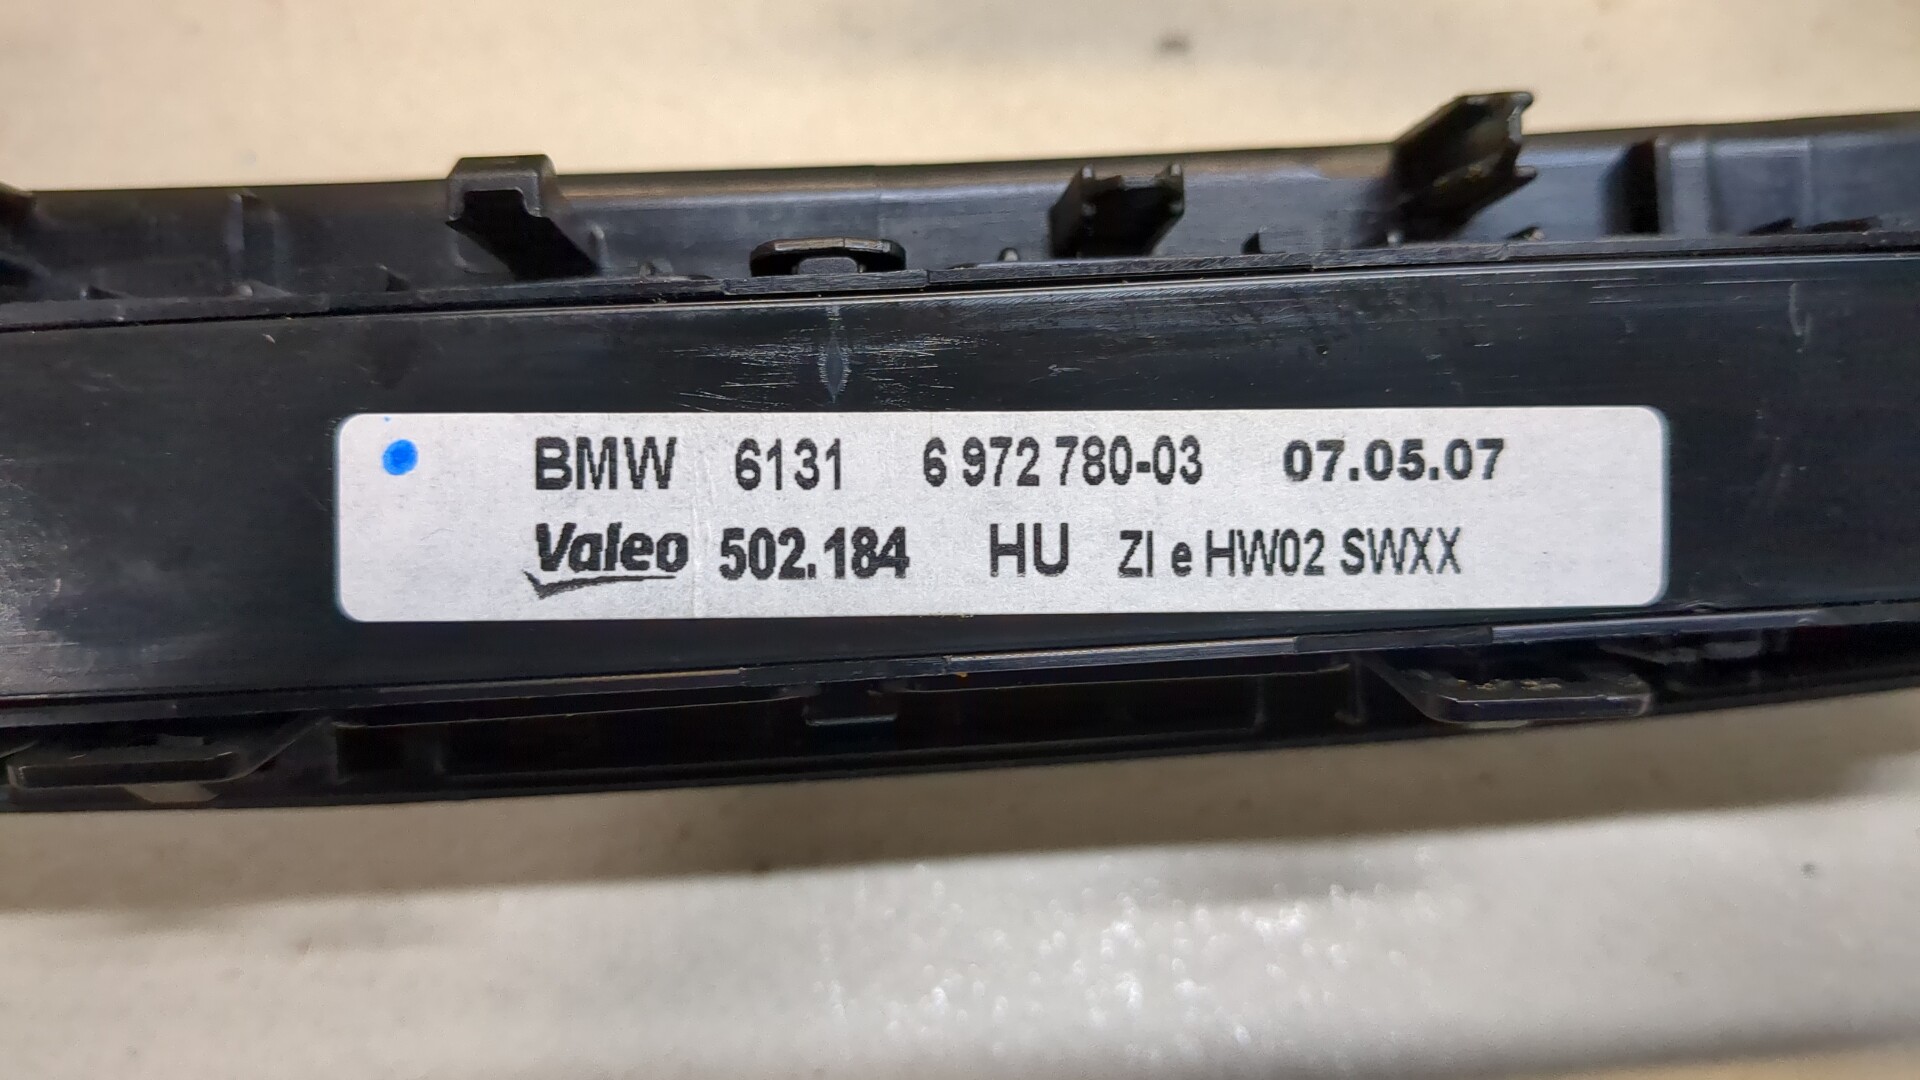 BMW 6131 6 972 780-03 07.05.07
Valeo 502.184 HU ZI e HW02 SWXX